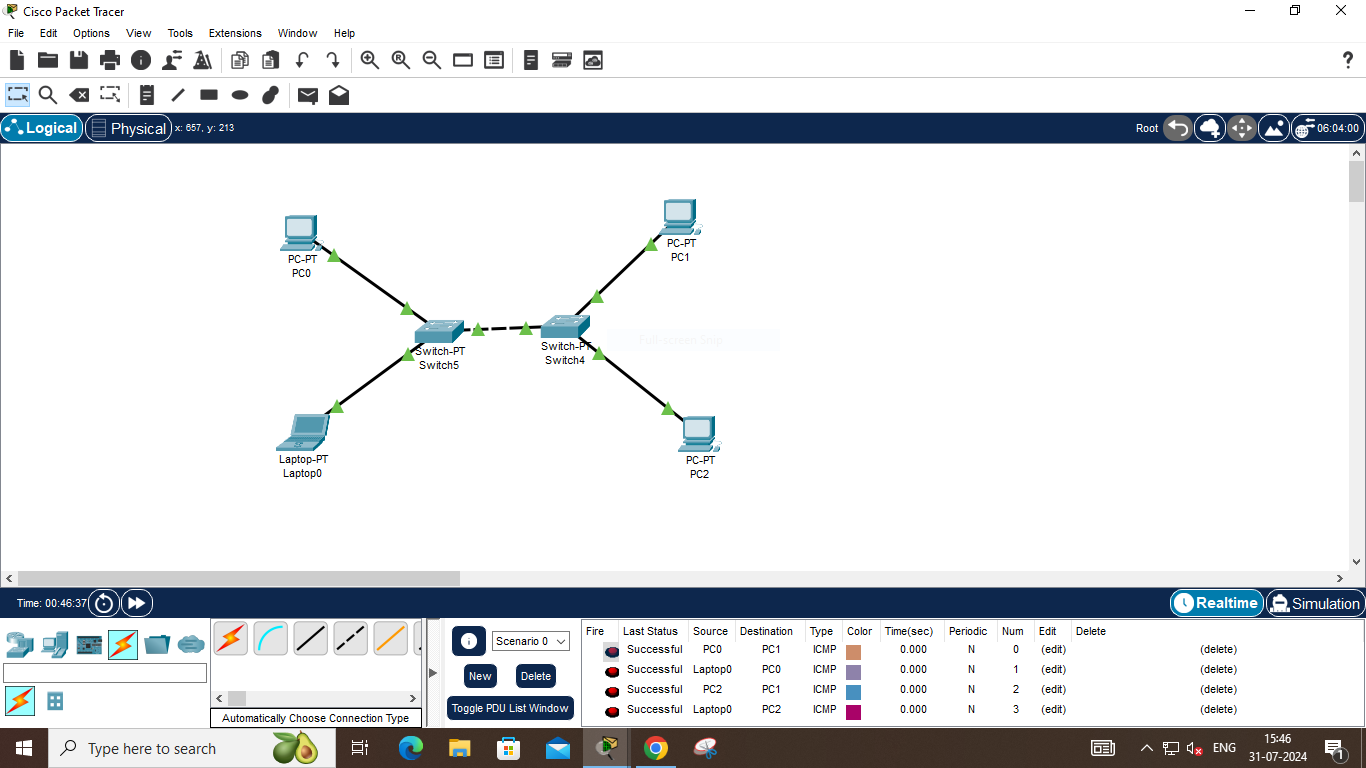 Cisco Packet Tracer
File Edit Options View Tools Extensions Window Help
Logical Physical x: 657, y: 213 Root 06:04:00
PC-PT
PC0
PC-PT
PC1
Switch-PT
Switch5
Switch-PT
Switch4
Full-screen Snip
Laptop-PT
Laptop0
PC-PT
PC2
Time: 00:46:37 Realtime Simulation
Scenario 0
New Delete
Toggle PDU List Window
Automatically Choose Connection Type
Fire Last Status Source Destination Type Color Time(sec) Periodic Num Edit Delete
Successful PC0 PC1 ICMP 0.000 N 0 (edit) (delete)
Successful Laptop0 PC0 ICMP 0.000 N 1 (edit) (delete)
Successful PC2 PC1 ICMP 0.000 N 2 (edit) (delete)
Successful Laptop0 PC2 ICMP 0.000 N 3 (edit) (delete)
Type here to search
ENG
15:46
31-07-2024
1